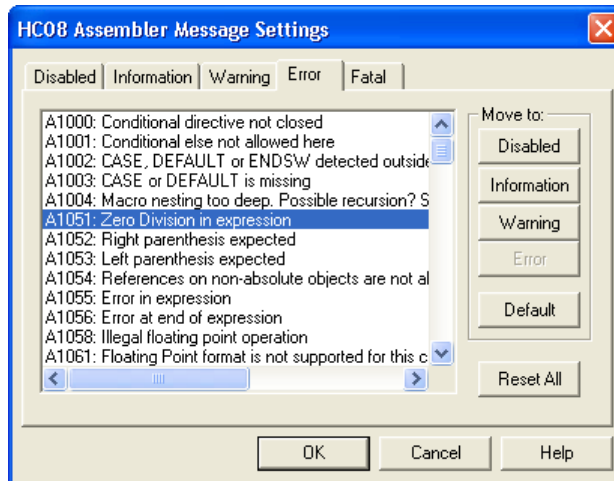 HC08 Assembler Message Settings
Disabled Information Warning Error Fatal
A1000: Conditional directive not closed
A1001: Conditional else not allowed here
A1002: CASE, DEFAULT or ENDSW detected outside
A1003: CASE or DEFAULT is missing
A1004: Macro nesting too deep. Possible recursion? S
A1051: Zero Division in expression
A1052: Right parenthesis expected
A1053: Left parenthesis expected
A1054: References on non-absolute objects are not al
A1055: Error in expression
A1056: Error at end of expression
A1058: Illegal floating point operation
A1061: Floating Point format is not supported for this c
Move to:
Disabled
Information
Warning
Error
Default
Reset All
OK Cancel Help